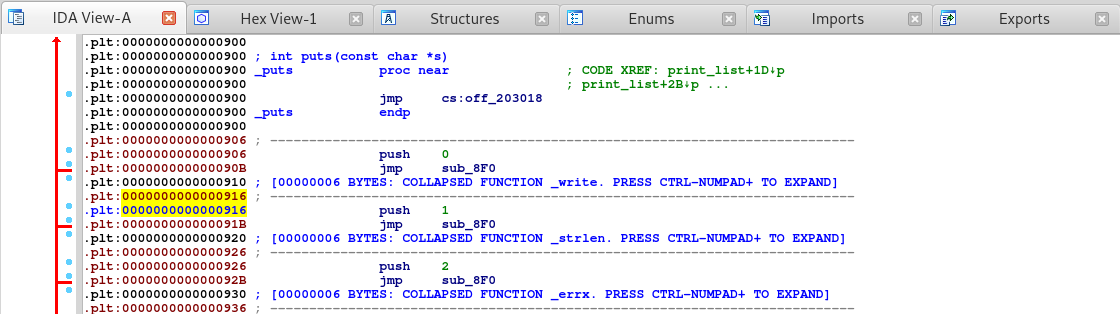 IDA View-A Hex View-1 Structures Enums Imports Exports
.plt:0000000000000900
.plt:0000000000000900 ; int puts(const char *s)
.plt:0000000000000900 _puts proc near ; CODE XREF: print_list+1D↓p
.plt:0000000000000900 ; print_list+2B↓p ...
.plt:0000000000000900 jmp cs:off_203018
.plt:0000000000000900 _puts endp
.plt:0000000000000900
.plt:0000000000000906 ; ---------------------------------------------------------------------------
.plt:0000000000000906 push 0
.plt:000000000000090B jmp sub_8F0
.plt:0000000000000910 ; [00000006 BYTES: COLLAPSED FUNCTION _write. PRESS CTRL-NUMPAD+ TO EXPAND]
.plt:0000000000000916 ; ---------------------------------------------------------------------------
.plt:0000000000000916 push 1
.plt:000000000000091B jmp sub_8F0
.plt:0000000000000920 ; [00000006 BYTES: COLLAPSED FUNCTION _strlen. PRESS CTRL-NUMPAD+ TO EXPAND]
.plt:0000000000000926 ; ---------------------------------------------------------------------------
.plt:0000000000000926 push 2
.plt:000000000000092B jmp sub_8F0
.plt:0000000000000930 ; [00000006 BYTES: COLLAPSED FUNCTION _errx. PRESS CTRL-NUMPAD+ TO EXPAND]
.plt:0000000000000936 ; ---------------------------------------------------------------------------